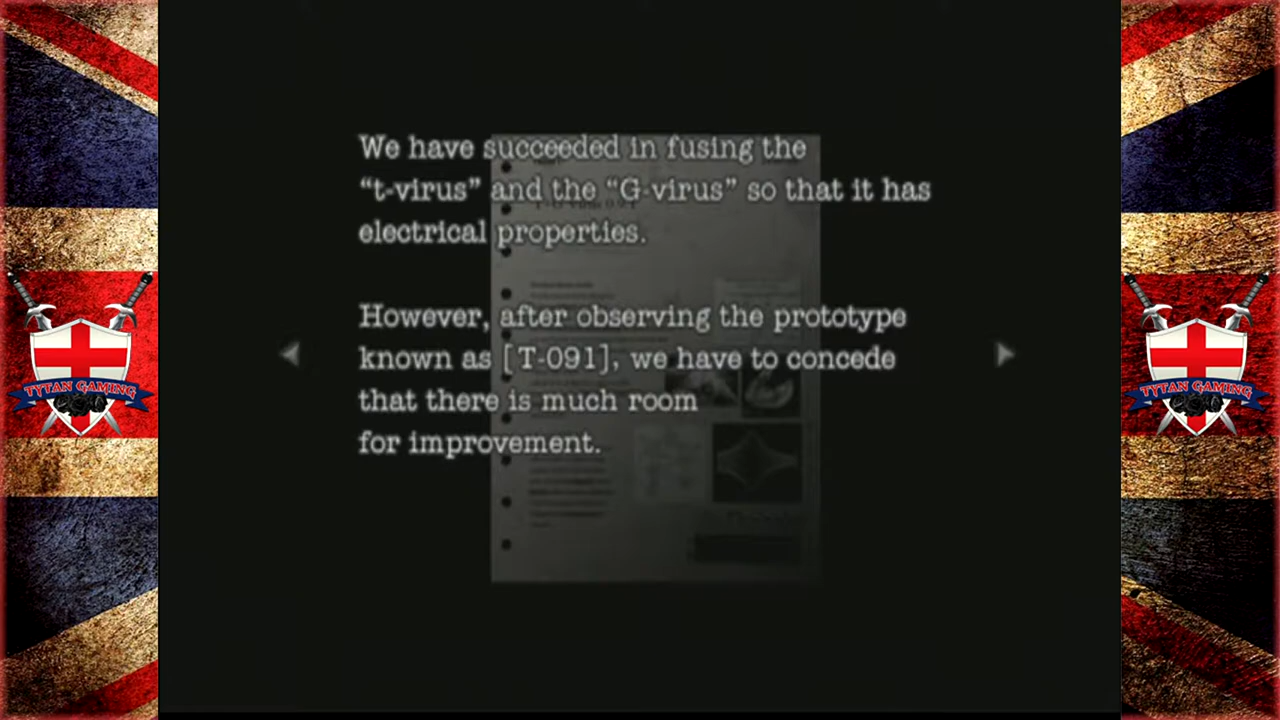 We have succeeded in fusing the
“t-virus” and the “G-virus” so that it has
electrical properties.
However, after observing the prototype
known as [T-091], we have to concede
that there is much room
for improvement.
TYTAN GAMING
TYTAN GAMING